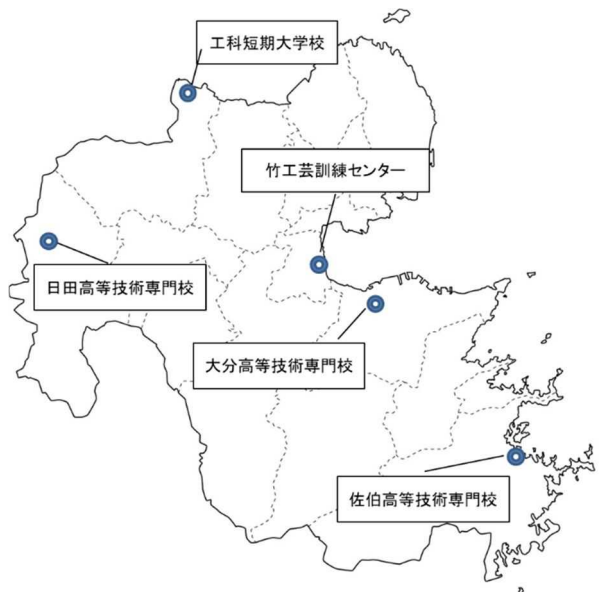 工科短期大学校
竹工芸訓練センター
日田高等技術専門校
大分高等技術専門校
佐伯高等技術専門校